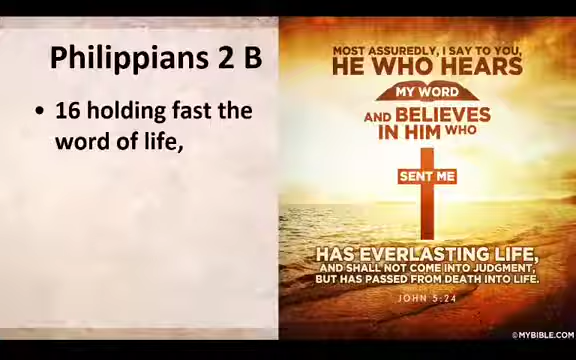 Philippians 2 B
• 16 holding fast the
word of life,
MOST ASSUREDLY, I SAY TO YOU,
HE WHO HEARS
MY WORD
AND BELIEVES
IN HIM WHO
SENT ME
HAS EVERLASTING LIFE,
AND SHALL NOT COME INTO JUDGMENT,
BUT HAS PASSED FROM DEATH INTO LIFE.
JOHN 5:24
©MYBIBLE.COM